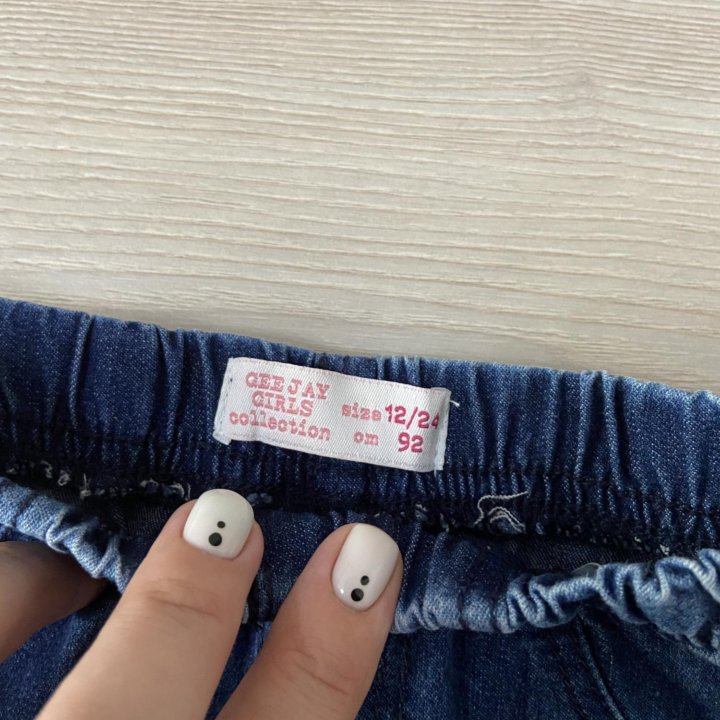 GEE JAY
GIRLS
collection
size 12/24
cm 92